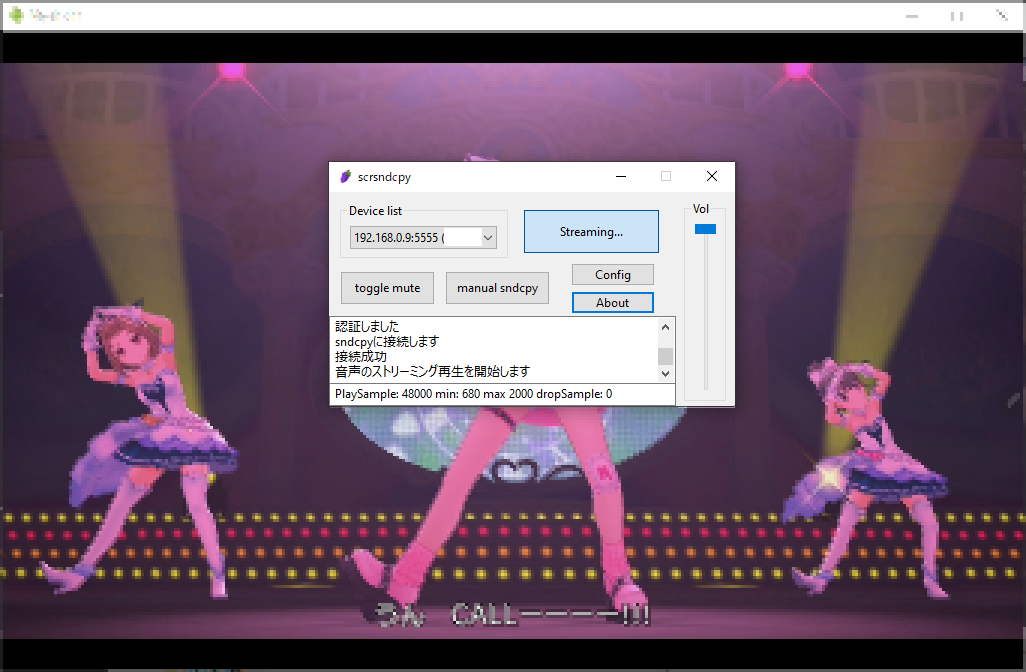 scrsndcpy
Device list
Vol
192.168.0.9:5555 (
Streaming...
toggle mute
manual sndcpy
Config
About
認証しました
sndcpyに接続します
接続成功
音声のストリーミング再生を開始します
PlaySample: 48000 min: 680 max 2000 dropSample: 0
うん CALLーーーー!!!